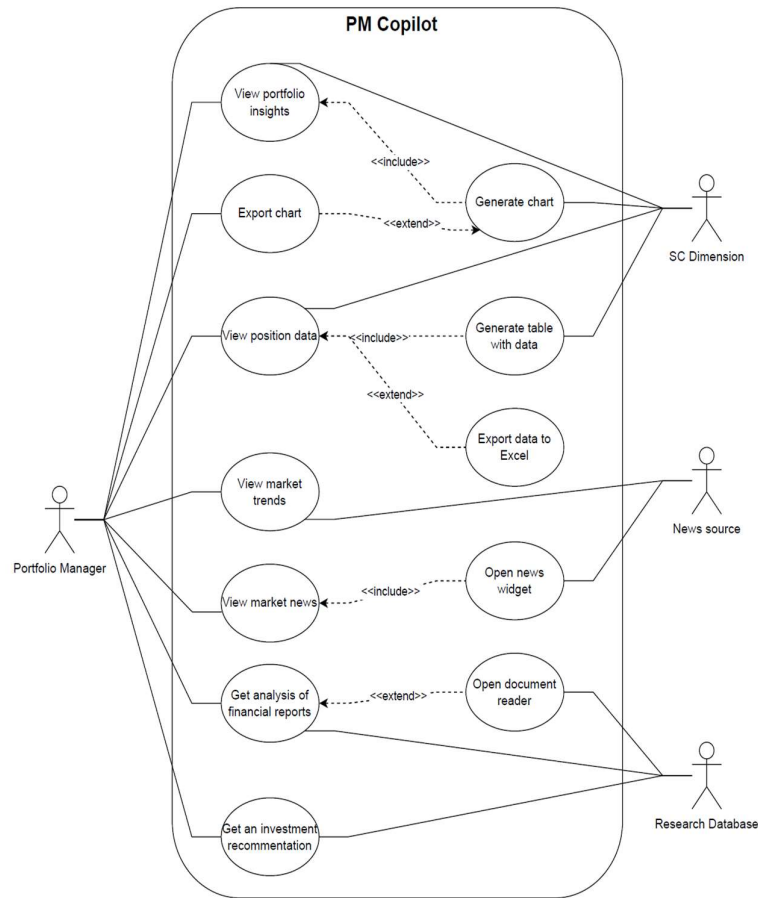 PM Copilot
View portfolio
insights
<<include>>
Generate chart
Export chart
<<extend>>
SC Dimension
View position data
<<include>>
Generate table
with data
<<extend>>
Export data to
Excel
View market
trends
News source
Portfolio Manager
Open news
widget
<<include>>
View market news
Open document
reader
Get analysis of
financial reports
<<extend>>
Research Database
Get an investment
recommentation